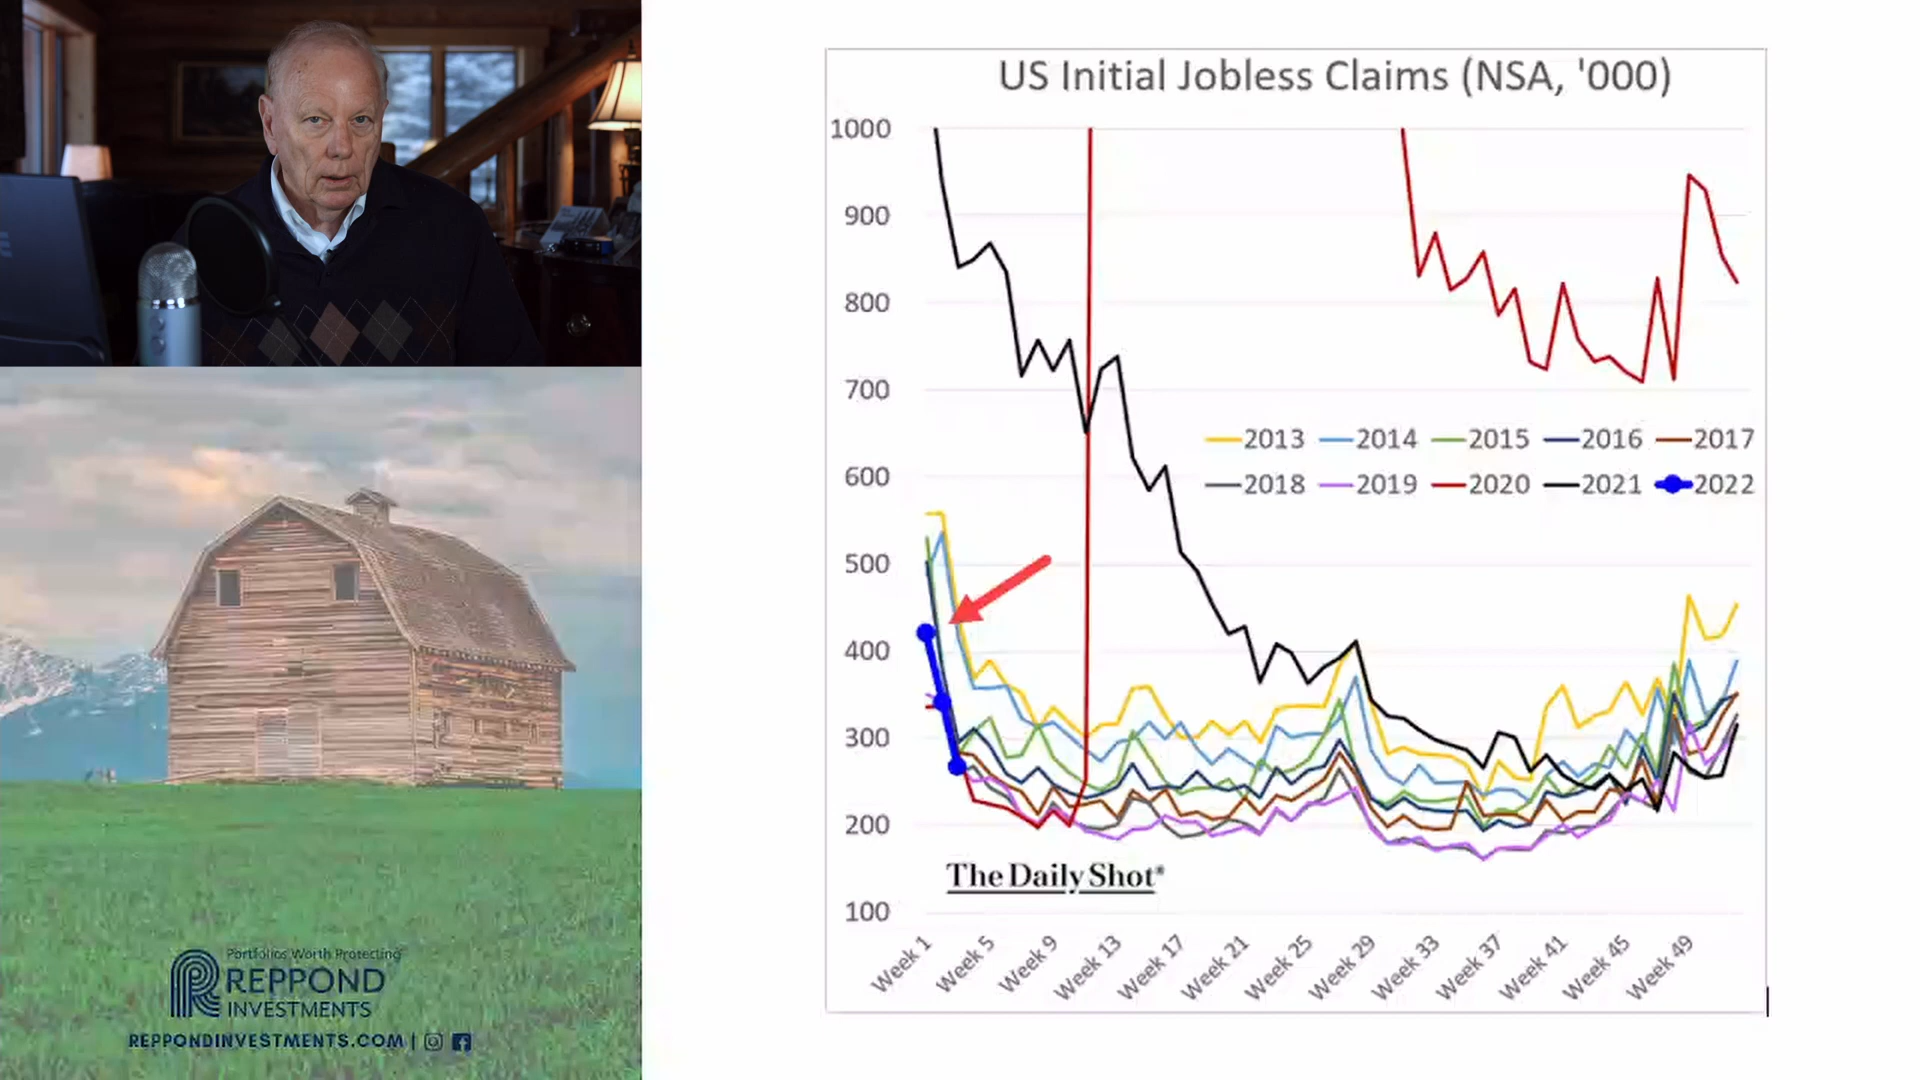 US Initial Jobless Claims (NSA, '000)
1000
900
800
700
600
500
400
300
200
100
2013 2014 2015 2016 2017
2018 2019 2020 2021 2022
The Daily Shot®
Week 1 Week 5 Week 9 Week 13 Week 17 Week 21 Week 25 Week 29 Week 33 Week 37 Week 41 Week 45 Week 49
Portfolios Worth Protecting
REPPOND
INVESTMENTS
REPPONDINVESTMENTS.COM |